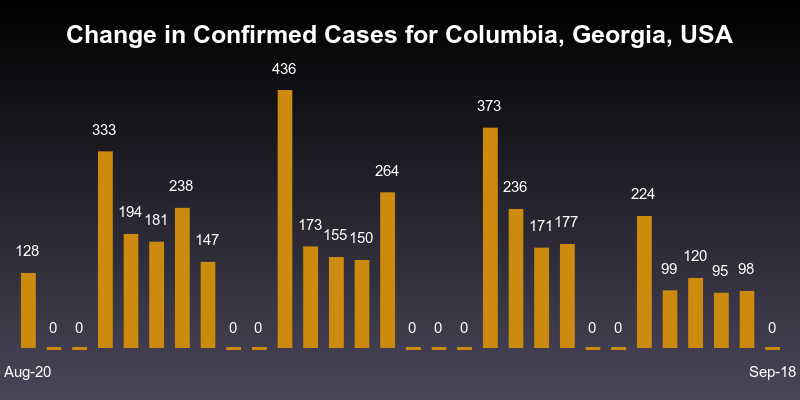 Change in Confirmed Cases for Columbia, Georgia, USA
128 0 0 333 194 181 238 147 0 0 436 173 155 150 264 0 0 0 373 236 171 177 0 0 224 99 120 95 98 0
Aug-20 Sep-18